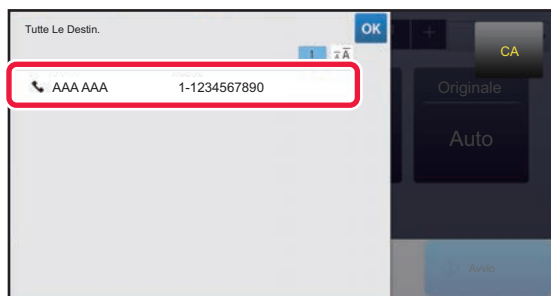 Tutte Le Destin.
OK
CA
1
AAA AAA 1-1234567890
Originale
Auto
Avvio